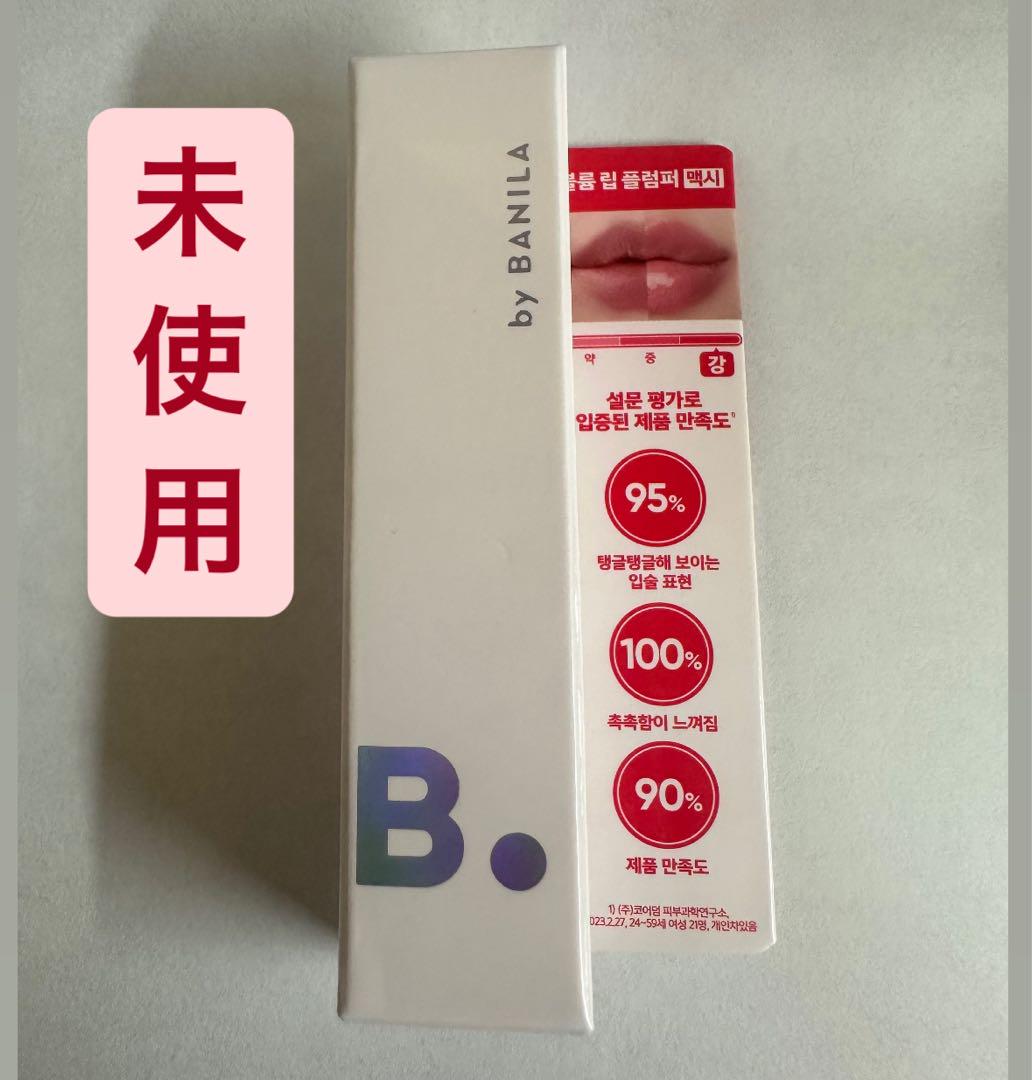 未使用
by BANILA
B.
립 플럼퍼 맥시
약 중 강
설문 평가로
입증된 제품 만족도¹⁾
95%
탱글탱글해 보이는
입술 표현
100%
촉촉함이 느껴짐
90%
제품 만족도
1) (주)코어덤 피부과학연구소,
023.2.27, 24~59세 여성 21명, 개인차있음